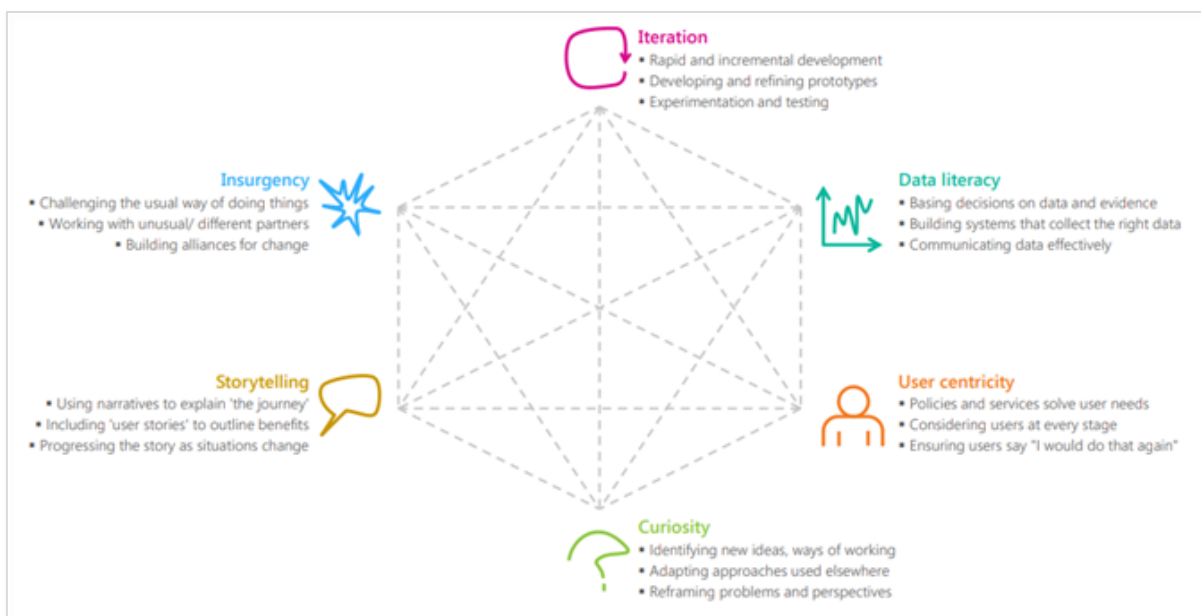 Iteration
▪ Rapid and incremental development
▪ Developing and refining prototypes
▪ Experimentation and testing
Insurgency
▪ Challenging the usual way of doing things
▪ Working with unusual/ different partners
▪ Building alliances for change
Data literacy
▪ Basing decisions on data and evidence
▪ Building systems that collect the right data
▪ Communicating data effectively
Storytelling
▪ Using narratives to explain 'the journey'
▪ Including 'user stories' to outline benefits
▪ Progressing the story as situations change
User centricity
▪ Policies and services solve user needs
▪ Considering users at every stage
▪ Ensuring users say "I would do that again"
Curiosity
▪ Identifying new ideas, ways of working
▪ Adapting approaches used elsewhere
▪ Reframing problems and perspectives